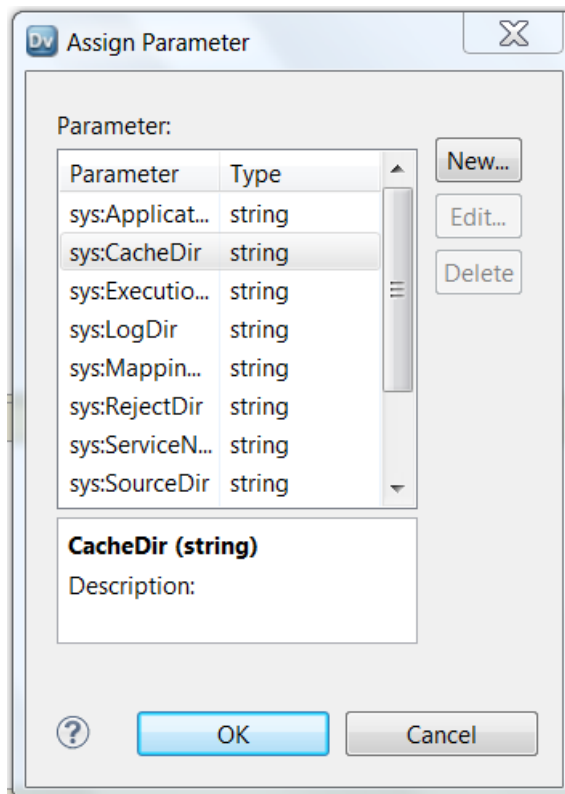 Dv Assign Parameter
Parameter:
New...
Parameter Type
sys:Applicat... string
Edit...
sys:CacheDir string
Delete
sys:Executio... string
sys:LogDir string
sys:Mappin... string
sys:RejectDir string
sys:ServiceN... string
sys:SourceDir string
CacheDir (string)
Description:
? OK Cancel